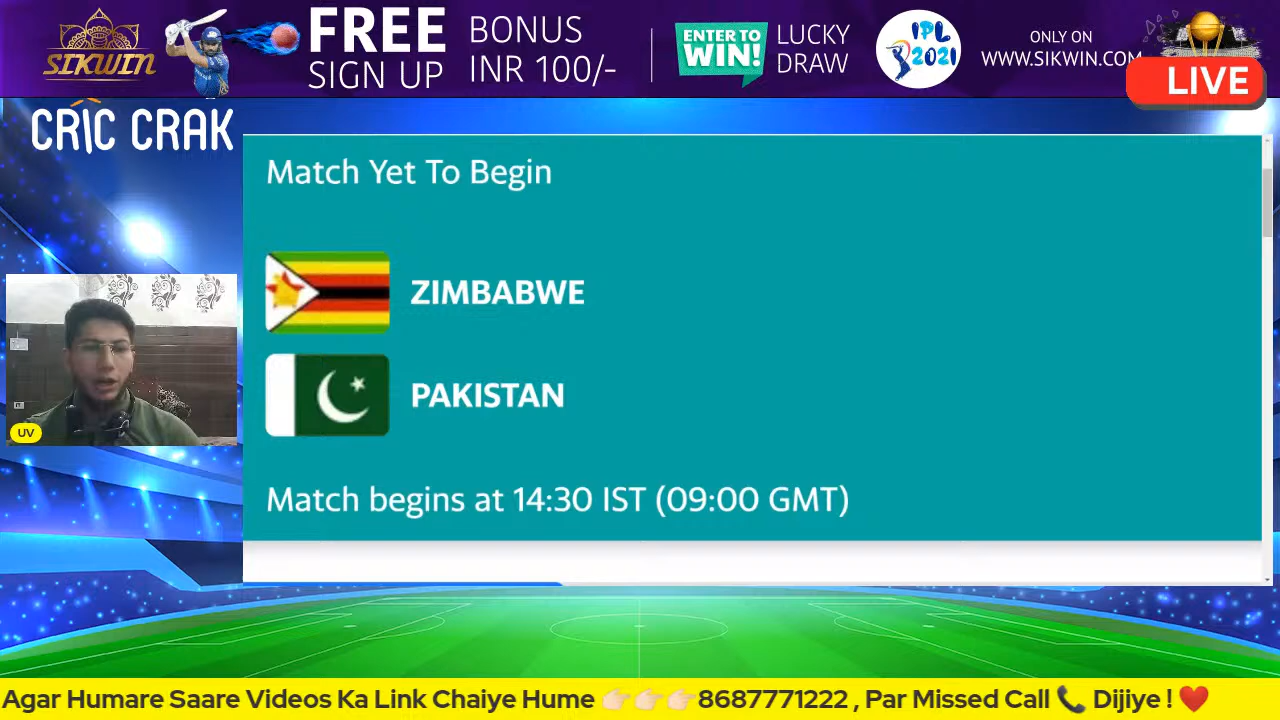 SIKWIN
FREE
SIGN UP
BONUS
INR 100/-
ENTER TO
WIN!
LUCKY
DRAW
IPL
2021
ONLY ON
WWW.SIKWIN.COM
LIVE
CRIC CRAK
Match Yet To Begin
ZIMBABWE
PAKISTAN
Match begins at 14:30 IST (09:00 GMT)
UV
Agar Humare Saare Videos Ka Link Chaiye Hume 👉🏻👉🏻👉🏻8687771222 , Par Missed Call 📞 Dijiye ! ❤️